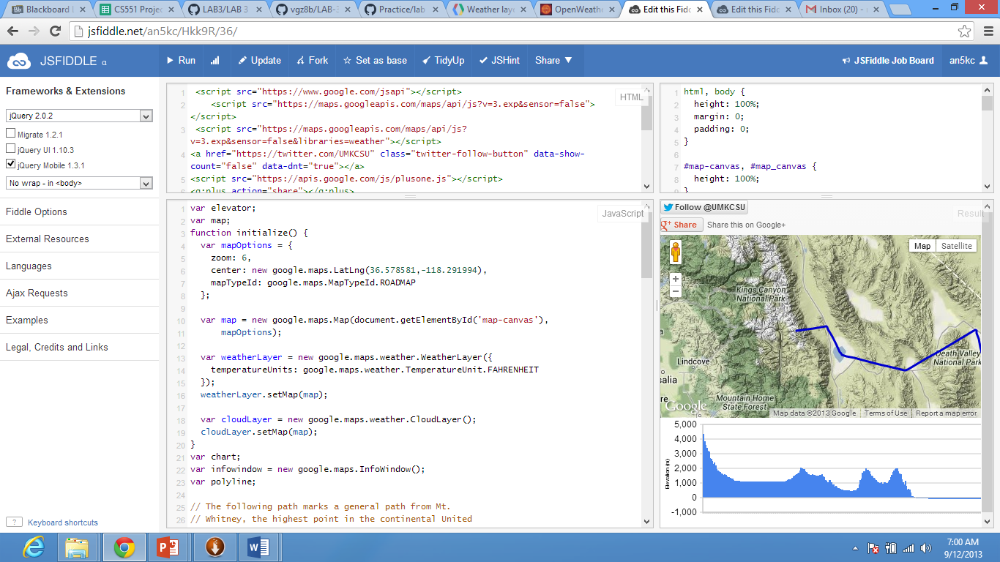 Blackboard L
CS551 Projec
LAB3/LAB 3
vgz8b/LAB-3
Practice/lab
Weather laye
OpenWeathe
Edit this Fidd
Edit this Fidd
Inbox (20) -
jsfiddle.net/an5kc/Hkk9R/36/
JSFIDDLE α
Run
Update
Fork
Set as base
TidyUp
JSHint
Share
JSFiddle Job Board
an5kc
Frameworks & Extensions
jQuery 2.0.2
Migrate 1.2.1
jQuery UI 1.10.3
jQuery Mobile 1.3.1
No wrap - in <body>
Fiddle Options
External Resources
Languages
Ajax Requests
Examples
Legal, Credits and Links
? Keyboard shortcuts
HTML
1 <script src="https://www.google.com/jsapi"></script>
2 <script src="https://maps.googleapis.com/maps/api/js?v=3.exp&sensor=false">
</script>
3 <script src="https://maps.googleapis.com/maps/api/js?
v=3.exp&sensor=false&libraries=weather"></script>
4 <a href="https://twitter.com/UMKCSU" class="twitter-follow-button" data-show-
count="false" data-dnt="true"></a>
5 <script src="https://apis.google.com/js/plusone.js"></script>
6 <g:plus action="share"></g:plus>
1 html, body {
2 height: 100%;
3 margin: 0;
4 padding: 0;
5 }
6
7 #map-canvas, #map_canvas {
8 height: 100%;
9 }
JavaScript
1 var elevator;
2 var map;
3 function initialize() {
4 var mapOptions = {
5 zoom: 6,
6 center: new google.maps.LatLng(36.578581,-118.291994),
7 mapTypeId: google.maps.MapTypeId.ROADMAP
8 };
9
10 var map = new google.maps.Map(document.getElementById('map-canvas'),
11 mapOptions);
12
13 var weatherLayer = new google.maps.weather.WeatherLayer({
14 temperatureUnits: google.maps.weather.TemperatureUnit.FAHRENHEIT
15 });
16 weatherLayer.setMap(map);
17
18 var cloudLayer = new google.maps.weather.CloudLayer();
19 cloudLayer.setMap(map);
20 }
21 var chart;
22 var infowindow = new google.maps.InfoWindow();
23 var polyline;
24
25 // The following path marks a general path from Mt.
26 // Whitney, the highest point in the continental United
Result
Follow @UMKCSU
Share
Share this on Google+
Map
Satellite
+
−
Kings Canyon
National Park
Lindcove
salia
re
Death Valley
National Park
Mountain Home
State Forest
Google
Map data ©2013 Google
Terms of Use
Report a map error
5,000
4,000
3,000
2,000
1,000
0
-1,000
Elevation (m)
7:00 AM
9/12/2013